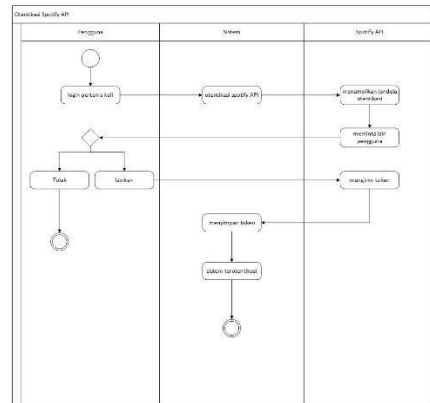 Otentikasi Spotify API
Pengguna
Sistem
Spotify API
login pertama kali
otentikasi spotify API
menampilkan jendela
otentikasi
meminta izin
pengguna
Tolak
Izinkan
mengirim token
menyimpan token
sistem terotentikasi